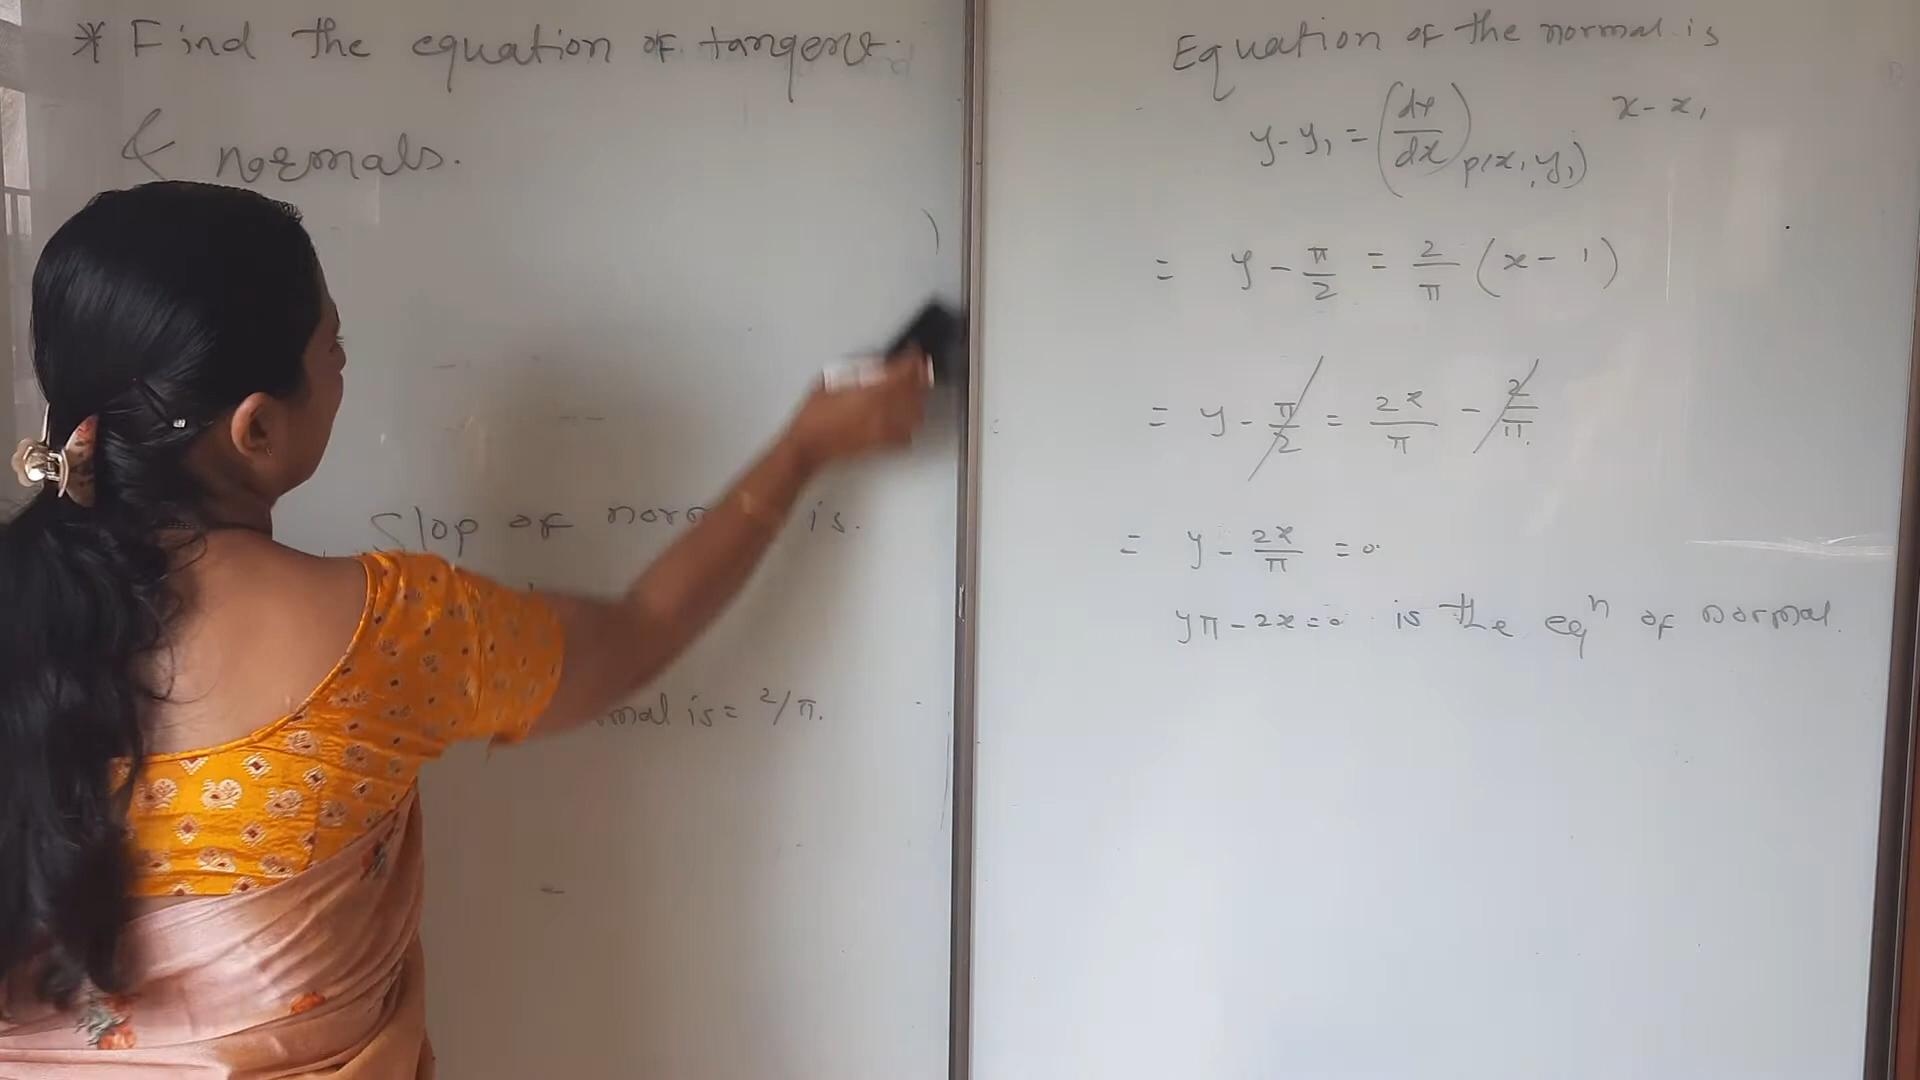 * Find the equation of tangent
& normals.
Slop of is.
is = 2/π.
Equation of the normal is
y - y₁ = (dy/dx) p(x₁, y₁) x - x₁
= y - π/2 = 2/π (x - 1)
= y - π/2 = 2x/π - 2/π.
= y - 2x/π = 0.
yπ - 2x = 0 is the eqⁿ of normal.